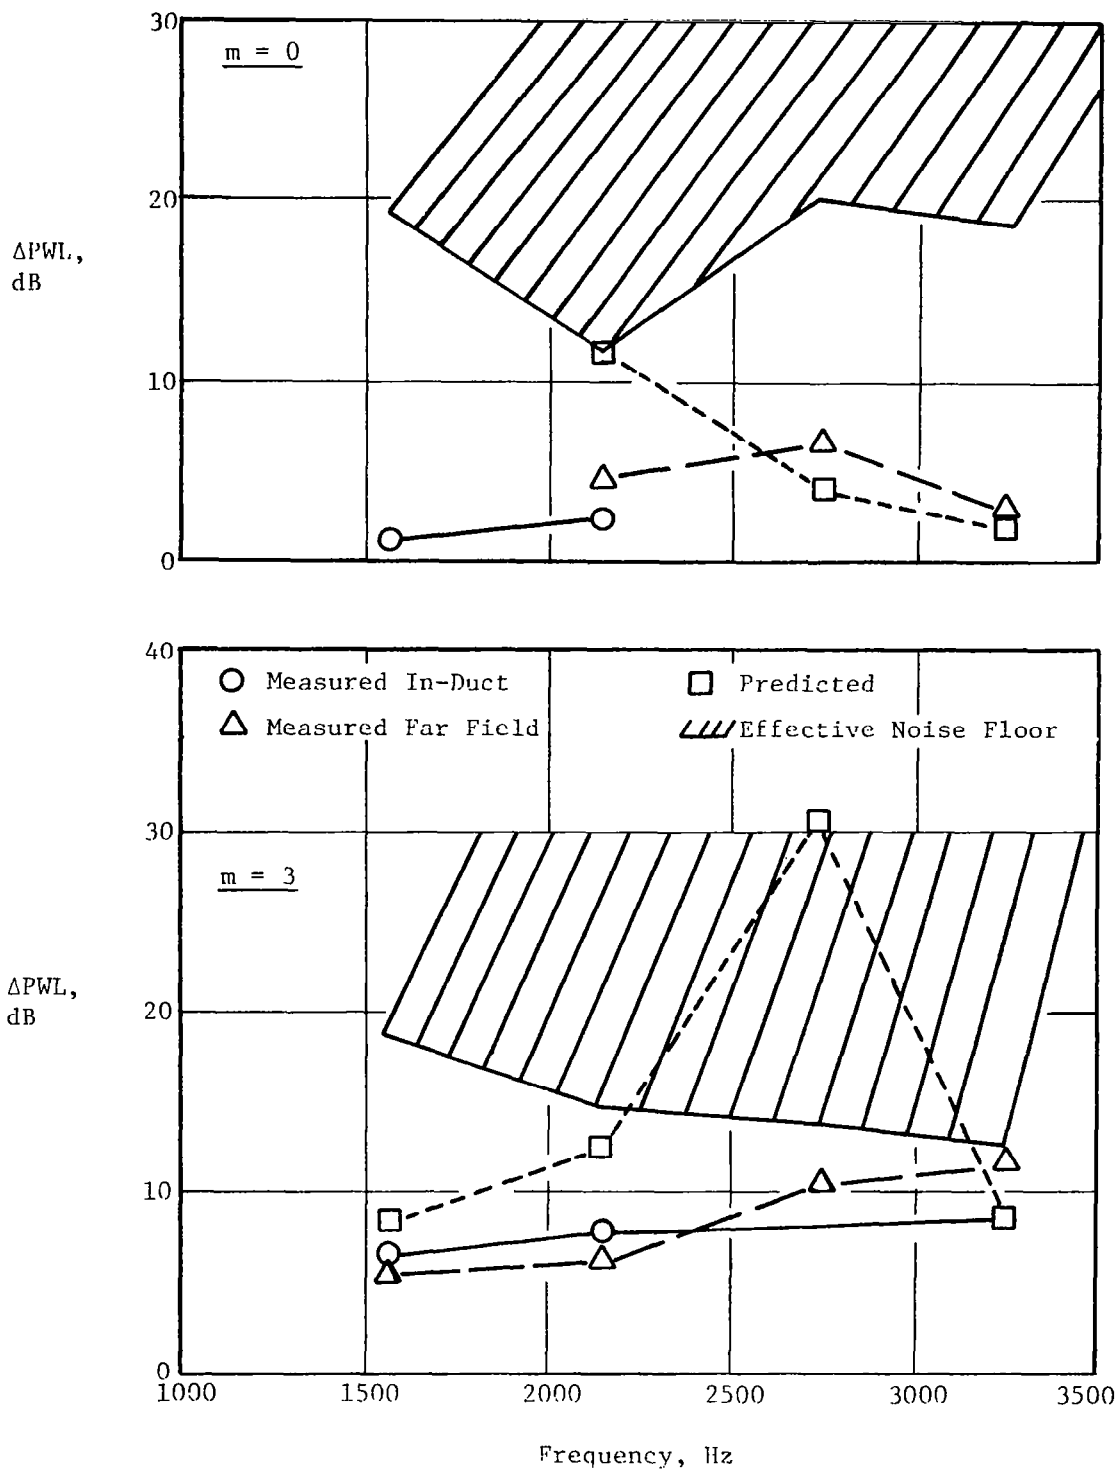 30
m = 0
20
ΔPWL,
dB
10
0
40
○ Measured In-Duct
□ Predicted
△ Measured Far Field
Effective Noise Floor
30
m = 3
ΔPWL,
dB
20
10
0
1000 1500 2000 2500 3000 3500
Frequency, Hz